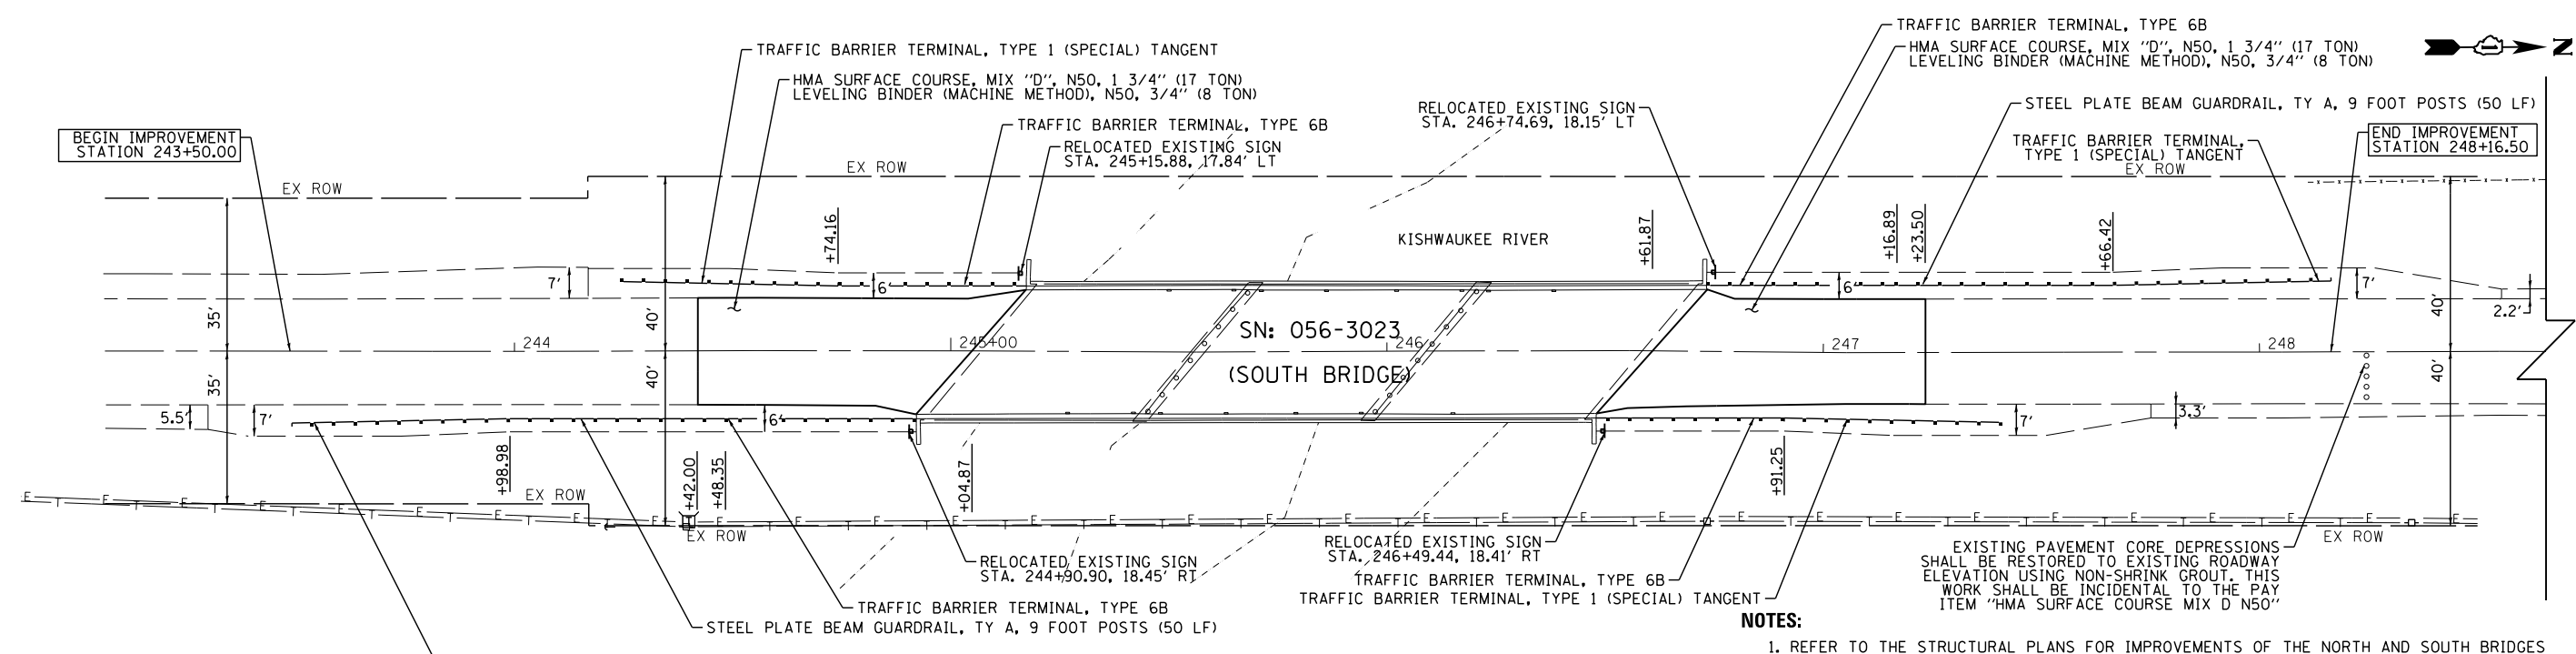 TRAFFIC BARRIER TERMINAL, TYPE 6B
HMA SURFACE COURSE, MIX "D", N50, 1 3/4" (17 TON)
LEVELING BINDER (MACHINE METHOD), N50, 3/4" (8 TON)
N
TRAFFIC BARRIER TERMINAL, TYPE 1 (SPECIAL) TANGENT
HMA SURFACE COURSE, MIX "D", N50, 1 3/4" (17 TON)
LEVELING BINDER (MACHINE METHOD), N50, 3/4" (8 TON)
RELOCATED EXISTING SIGN
STA. 246+74.69, 18.15' LT
STEEL PLATE BEAM GUARDRAIL, TY A, 9 FOOT POSTS (50 LF)
BEGIN IMPROVEMENT
STATION 243+50.00
TRAFFIC BARRIER TERMINAL, TYPE 6B
RELOCATED EXISTING SIGN
STA. 245+15.88, 17.84' LT
TRAFFIC BARRIER TERMINAL,
TYPE 1 (SPECIAL) TANGENT
END IMPROVEMENT
STATION 248+16.50
EX ROW
EX ROW
EX ROW
+74.16
KISHWAUKEE RIVER
+61.87
+16.89
+23.50
+66.42
7'
6'
6'
7'
2.2'
35'
40'
40'
SN: 056-3023
244
245+00
246
247
248
(SOUTH BRIDGE)
35'
40'
40'
5.5'
7'
6'
7'
3.3'
+98.98
+42.00
+48.35
+04.87
+91.25
EX ROW
E T E T E T E T E T E T E T E T E T E T E
EX ROW
EX ROW
RELOCATED EXISTING SIGN
STA. 244+90.90, 18.45' RT
RELOCATED EXISTING SIGN
STA. 246+49.44, 18.41' RT
TRAFFIC BARRIER TERMINAL, TYPE 6B
TRAFFIC BARRIER TERMINAL, TYPE 1 (SPECIAL) TANGENT
EXISTING PAVEMENT CORE DEPRESSIONS
SHALL BE RESTORED TO EXISTING ROADWAY
ELEVATION USING NON-SHRINK GROUT. THIS
WORK SHALL BE INCIDENTAL TO THE PAY
ITEM "HMA SURFACE COURSE MIX D N50"
TRAFFIC BARRIER TERMINAL, TYPE 6B
STEEL PLATE BEAM GUARDRAIL, TY A, 9 FOOT POSTS (50 LF)
NOTES:
1. REFER TO THE STRUCTURAL PLANS FOR IMPROVEMENTS OF THE NORTH AND SOUTH BRIDGES